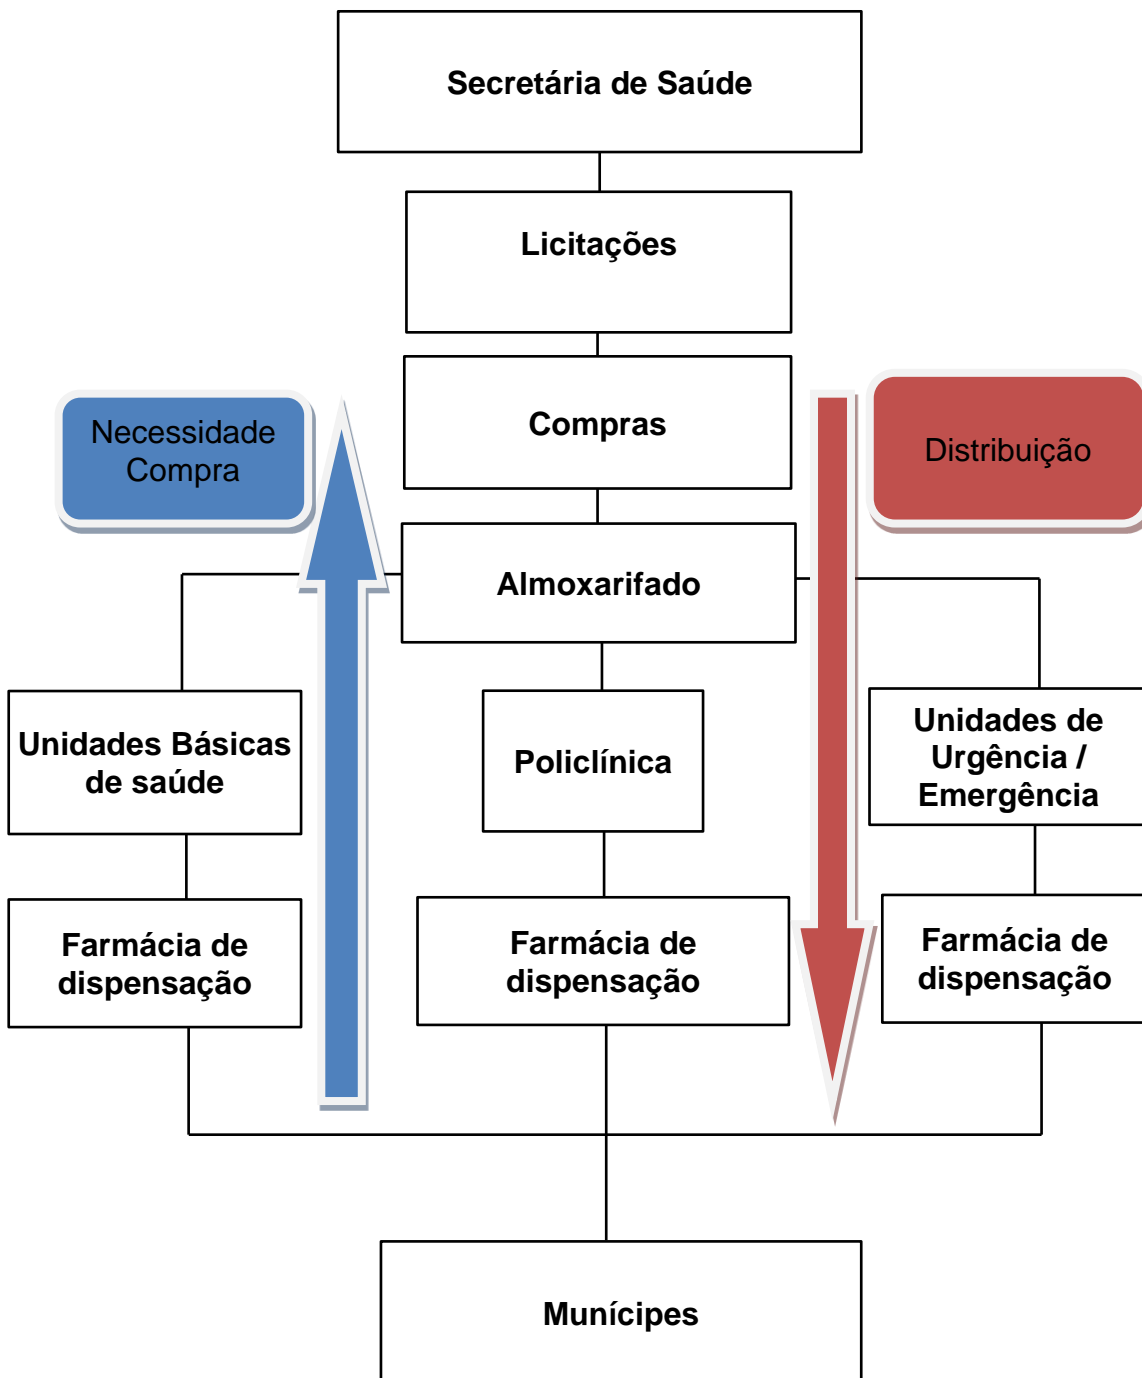 Secretária de Saúde
Licitações
Compras
Necessidade
Compra
Distribuição
Almoxarifado
Unidades Básicas
de saúde
Policlínica
Unidades de
Urgência /
Emergência
Farmácia de
dispensação
Farmácia de
dispensação
Farmácia de
dispensação
Munícipes